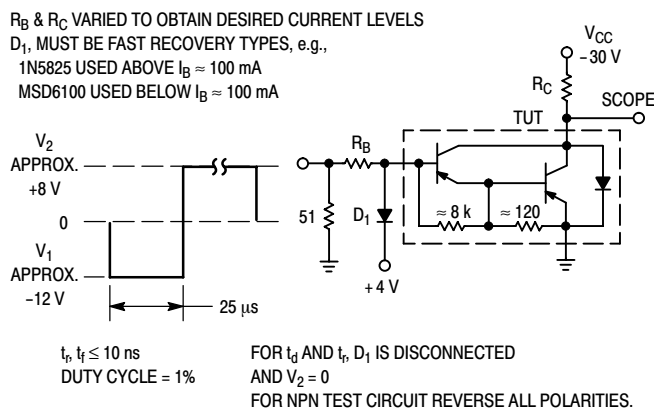 R_B & R_C VARIED TO OBTAIN DESIRED CURRENT LEVELS
D_1, MUST BE FAST RECOVERY TYPES, e.g.,
1N5825 USED ABOVE I_B ≈ 100 mA
MSD6100 USED BELOW I_B ≈ 100 mA
V_CC
−30 V
R_C
SCOPE
TUT
V_2
APPROX.
+8 V
0
V_1
APPROX.
−12 V
25 μs
R_B
51
D_1
+4 V
≈ 8 k
≈ 120
t_r, t_f ≤ 10 ns
DUTY CYCLE = 1%
FOR t_d AND t_r, D_1 IS DISCONNECTED
AND V_2 = 0
FOR NPN TEST CIRCUIT REVERSE ALL POLARITIES.